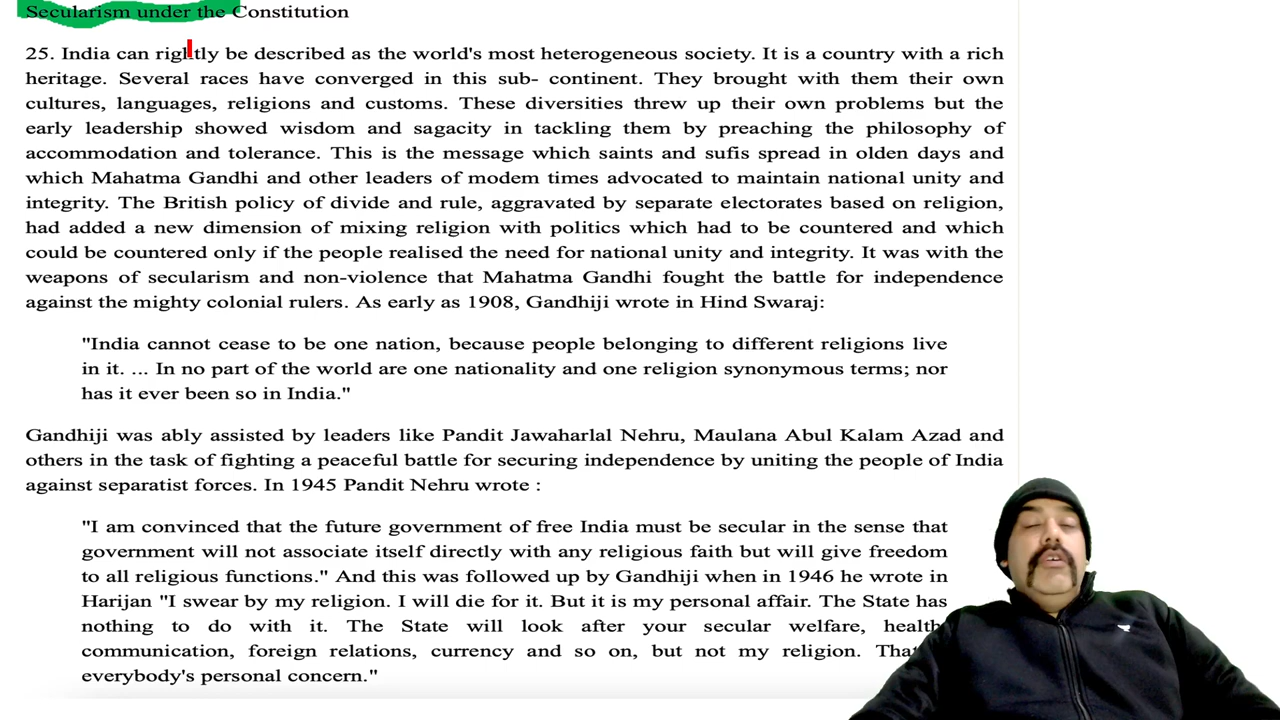 Secularism under the Constitution
25. India can rightly be described as the world's most heterogeneous society. It is a country with a rich
heritage. Several races have converged in this sub- continent. They brought with them their own
cultures, languages, religions and customs. These diversities threw up their own problems but the
early leadership showed wisdom and sagacity in tackling them by preaching the philosophy of
accommodation and tolerance. This is the message which saints and sufis spread in olden days and
which Mahatma Gandhi and other leaders of modem times advocated to maintain national unity and
integrity. The British policy of divide and rule, aggravated by separate electorates based on religion,
had added a new dimension of mixing religion with politics which had to be countered and which
could be countered only if the people realised the need for national unity and integrity. It was with the
weapons of secularism and non-violence that Mahatma Gandhi fought the battle for independence
against the mighty colonial rulers. As early as 1908, Gandhiji wrote in Hind Swaraj:
"India cannot cease to be one nation, because people belonging to different religions live
in it. ... In no part of the world are one nationality and one religion synonymous terms; nor
has it ever been so in India."
Gandhiji was ably assisted by leaders like Pandit Jawaharlal Nehru, Maulana Abul Kalam Azad and
others in the task of fighting a peaceful battle for securing independence by uniting the people of India
against separatist forces. In 1945 Pandit Nehru wrote :
"I am convinced that the future government of free India must be secular in the sense that
government will not associate itself directly with any religious faith but will give freedom
to all religious functions." And this was followed up by Gandhiji when in 1946 he wrote in
Harijan "I swear by my religion. I will die for it. But it is my personal affair. The State has
nothing to do with it. The State will look after your secular welfare, health
communication, foreign relations, currency and so on, but not my religion. That
everybody's personal concern."